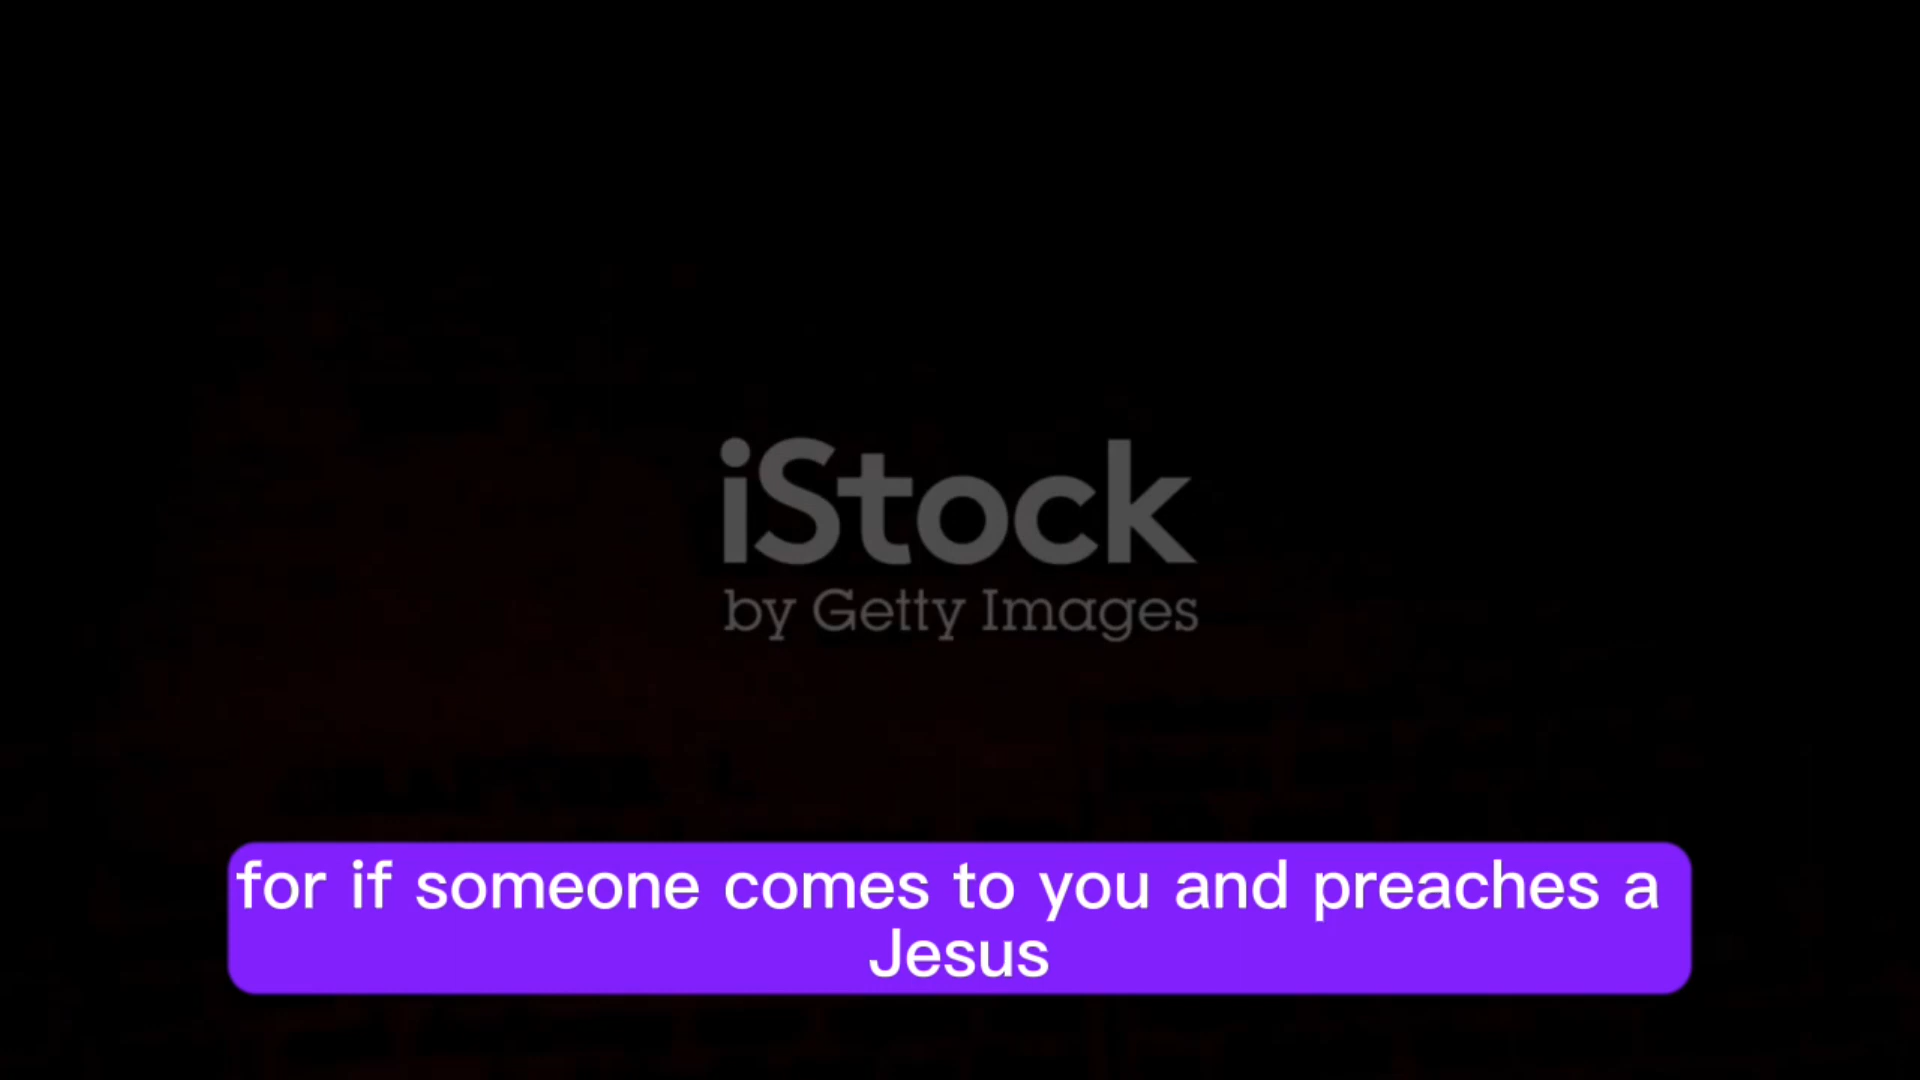 iStock
by Getty Images
for if someone comes to you and preaches a
Jesus